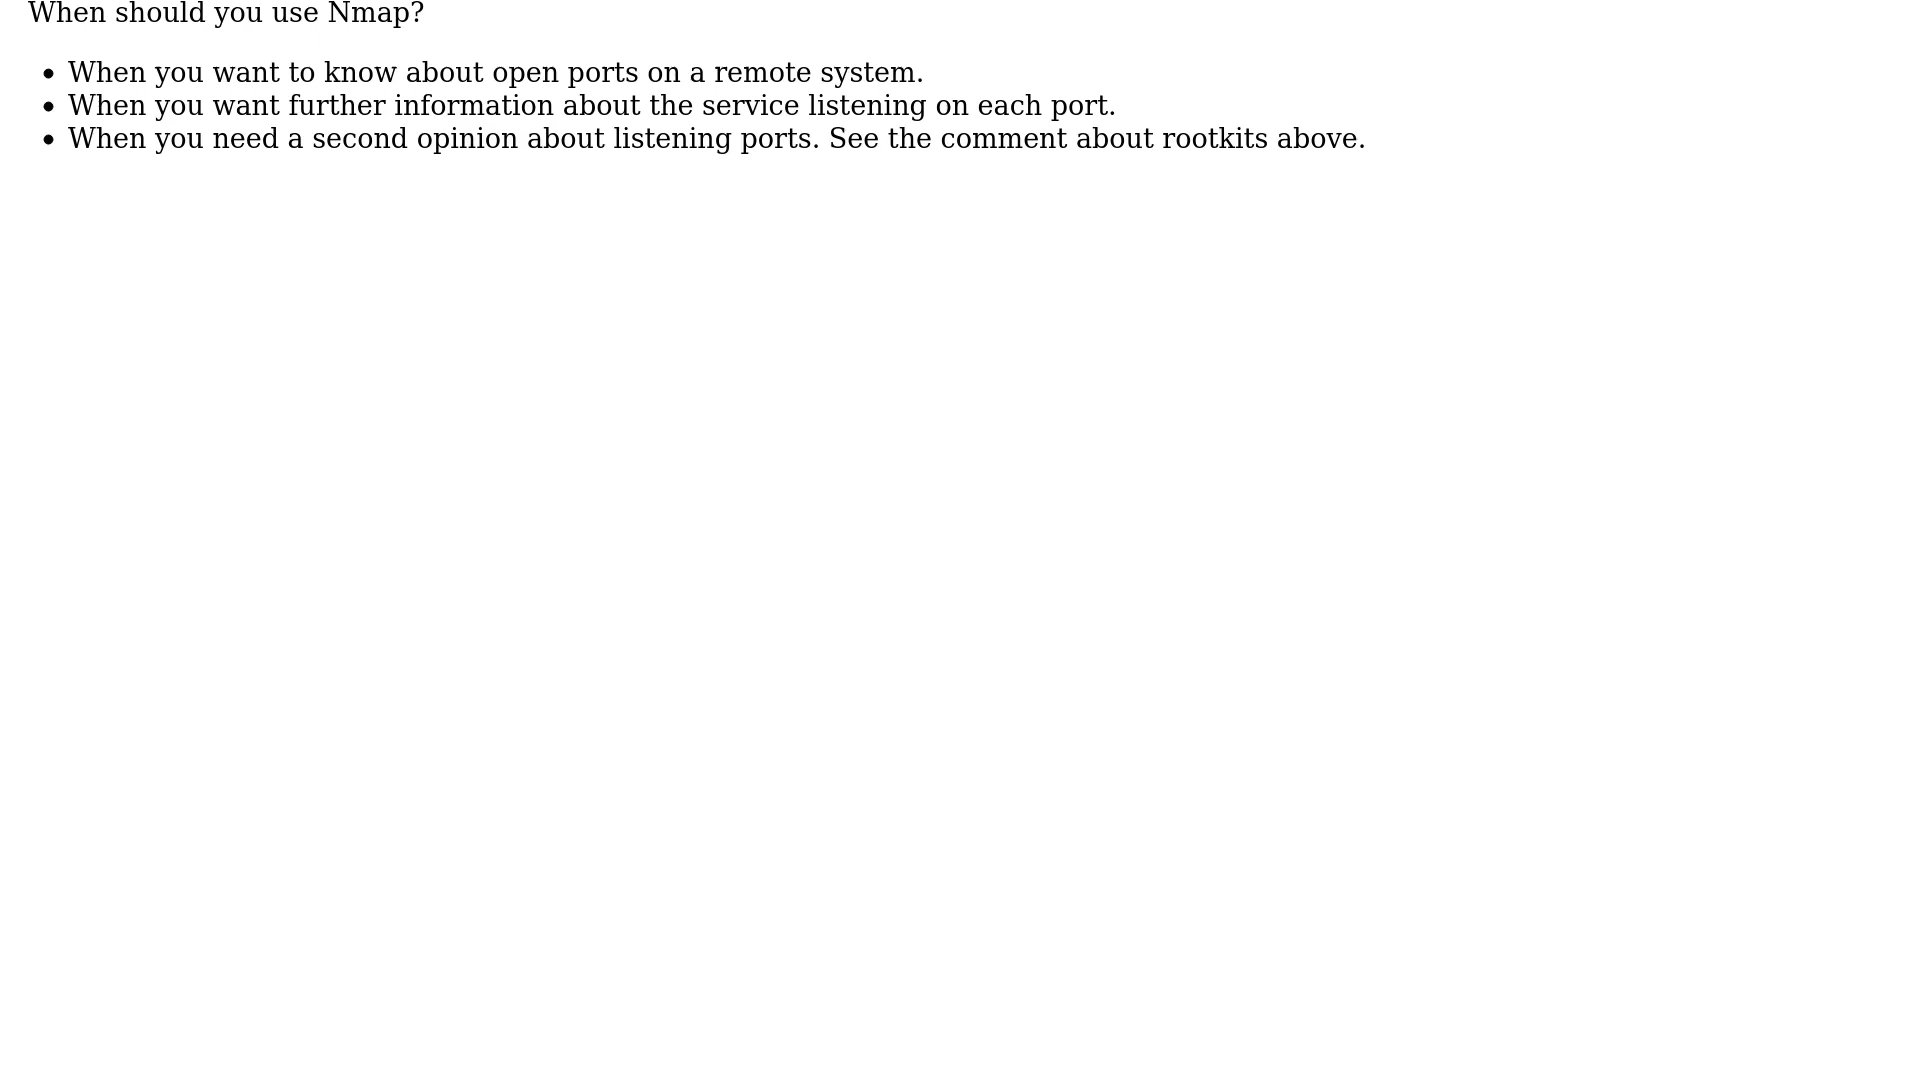 When should you use Nmap?
When you want to know about open ports on a remote system.
When you want further information about the service listening on each port.
When you need a second opinion about listening ports. See the comment about rootkits above.